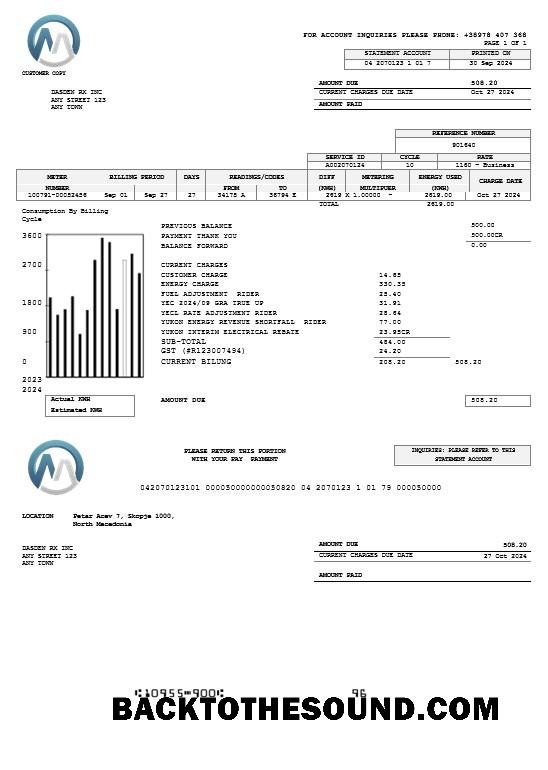 FOR ACCOUNT INQUIRIES PLEASE PHONE: +38978 407 368
PAGE 1 OF 1
STATEMENT ACCOUNT PRINTED ON
04 2070123 1 01 7 30 Sep 2024
CUSTOMER COPY
DASDEN RX INC
ANY STREET 123
ANY TOWN
AMOUNT DUE 508.20
CURRENT CHARGES DUE DATE Oct 27 2024
AMOUNT PAID
REFERENCE NUMBER
901640
SERVICE ID CYCLE RATE
A002070124 10 1160 - Business
METER BILLING PERIOD DAYS READINGS/CODES DIFF METERING ENERGY USED CHARGE DATE
NUMBER FROM TO (KWH) MULTIPUER (KWH)
100791-00052456 Sep 01 Sep 27 27 34175 A 36794 E 2619 X 1.00000 - 2619.00 Oct 27 2024
TOTAL 2619.00
Consumption By Billing
Cycle
3600
2700
1800
900
0
2023
2024
Actual KWH
Estimated KWH
PREVIOUS BALANCE 500.00
PAYMENT THANK YOU 500.00CR
BALANCE FORWARD 0.00
CURRENT CHARGES
CUSTOMER CHARGE 14.65
ENERGY CHARGE 330.35
FUEL ADJUSTMENT RIDER 25.40
YEC 2024/09 GRA TRUE UP 31.91
YECL RATE ADJUSTMENT RIDER 28.64
YUKON ENERGY REVENUE SHORTFALL RIDER 77.00
YUKON INTERIM ELECTRICAL REBATE 23.95CR
SUB-TOTAL 484.00
GST (#R123007494) 24.20
CURRENT BILUNG 208.20 508.20
AMOUNT DUE 508.20
PLEASE RETURN THIS PORTION
WITH YOUR PAY PAYMENT
INQUIRIES: PLEASE REFER TO THIS
STATEMENT ACCOUNT
042070123101 000050000000050820 04 2070123 1 01 79 000050000
LOCATION Petar Acev 7, Skopje 1000,
North Macedonia
DASDEN RX INC
ANY STREET 123
ANY TOWN
AMOUNT DUE 508.20
CURRENT CHARGES DUE DATE 27 Oct 2024
AMOUNT PAID
10955 900 96
BACKTOTHESOUND.COM